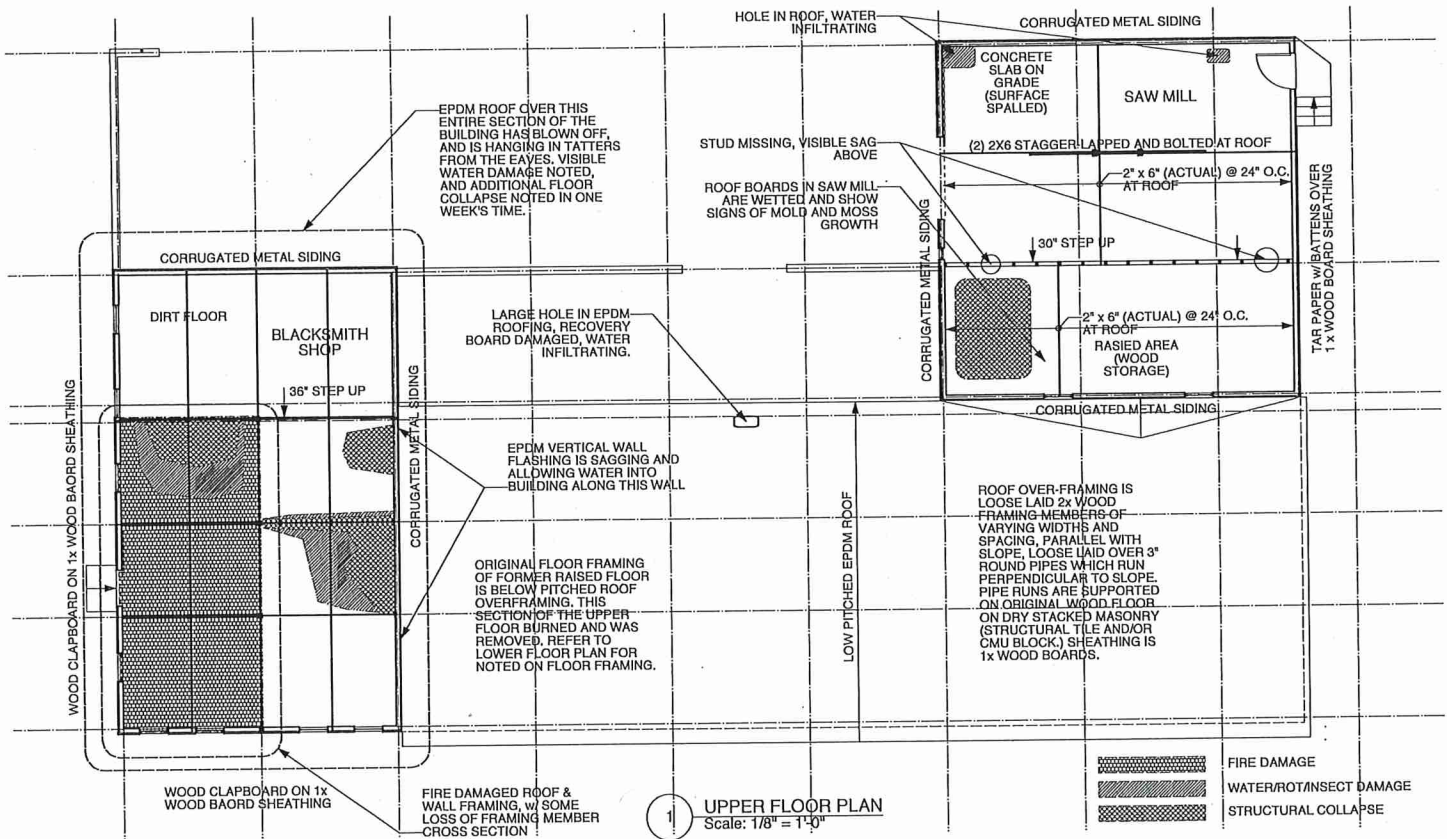 HOLE IN ROOF, WATER
INFILTRATING
CORRUGATED METAL SIDING
CONCRETE
SLAB ON
GRADE
(SURFACE
SPALLED)
SAW MILL
EPDM ROOF OVER THIS
ENTIRE SECTION OF THE
BUILDING HAS BLOWN OFF,
AND IS HANGING IN TATTERS
FROM THE EAVES. VISIBLE
WATER DAMAGE NOTED,
AND ADDITIONAL FLOOR
COLLAPSE NOTED IN ONE
WEEK'S TIME.
STUD MISSING, VISIBLE SAG
ABOVE
(2) 2X6 STAGGER-LAPPED AND BOLTED AT ROOF
2" x 6" (ACTUAL) @ 24" O.C.
AT ROOF
ROOF BOARDS IN SAW MILL
ARE WETTED AND SHOW
SIGNS OF MOLD AND MOSS
GROWTH
TAR PAPER w/ BATTENS OVER
1 x WOOD BOARD SHEATHING
CORRUGATED METAL SIDING
30" STEP UP
CORRUGATED METAL SIDING
DIRT FLOOR
BLACKSMITH
SHOP
LARGE HOLE IN EPDM
ROOFING, RECOVERY
BOARD DAMAGED, WATER
INFILTRATING.
2" x 6" (ACTUAL) @ 24" O.C.
AT ROOF
RASIED AREA
(WOOD
STORAGE)
36" STEP UP
CORRUGATED METAL SIDING
WOOD CLAPBOARD ON 1x WOOD BAORD SHEATHING
CORRUGATED METAL SIDING
EPDM VERTICAL WALL
FLASHING IS SAGGING AND
ALLOWING WATER INTO
BUILDING ALONG THIS WALL
ORIGINAL FLOOR FRAMING
OF FORMER RAISED FLOOR
IS BELOW PITCHED ROOF
OVERFRAMING. THIS
SECTION OF THE UPPER
FLOOR BURNED AND WAS
REMOVED, REFER TO
LOWER FLOOR PLAN FOR
NOTED ON FLOOR FRAMING.
LOW PITCHED EPDM ROOF
ROOF OVER-FRAMING IS
LOOSE LAID 2x WOOD
FRAMING MEMBERS OF
VARYING WIDTHS AND
SPACING, PARALLEL WITH
SLOPE, LOOSE LAID OVER 3"
ROUND PIPES WHICH RUN
PERPENDICULAR TO SLOPE.
PIPE RUNS ARE SUPPORTED
ON ORIGINAL WOOD FLOOR
ON DRY STACKED MASONRY
(STRUCTURAL TILE AND/OR
CMU BLOCK.) SHEATHING IS
1x WOOD BOARDS.
WOOD CLAPBOARD ON 1x
WOOD BAORD SHEATHING
FIRE DAMAGED ROOF &
WALL FRAMING, w/ SOME
LOSS OF FRAMING MEMBER
CROSS SECTION
1
UPPER FLOOR PLAN
Scale: 1/8" = 1'-0"
FIRE DAMAGE
WATER/ROT/INSECT DAMAGE
STRUCTURAL COLLAPSE